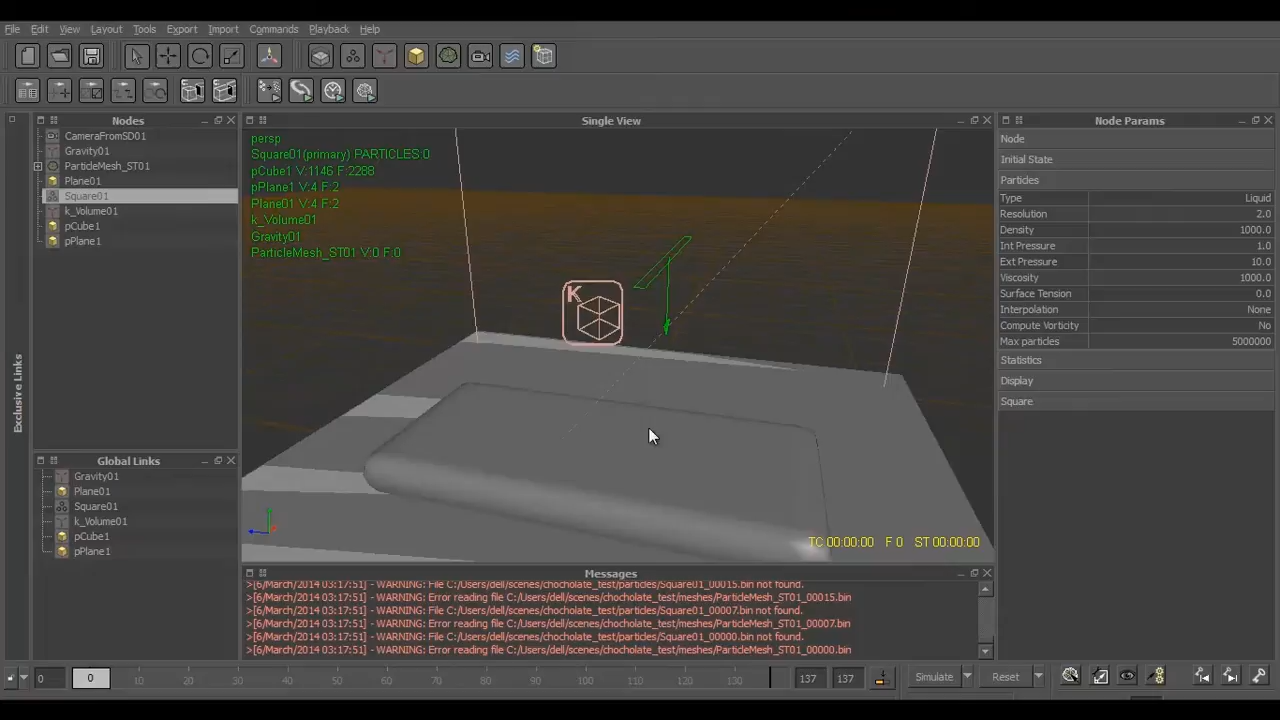 File Edit View Layout Tools Export Import Commands Playback Help
Nodes
CameraFromSD01
Gravity01
ParticleMesh_ST01
Plane01
Square01
k_Volume01
pCube1
pPlane1
Exclusive Links
Global Links
Gravity01
Plane01
Square01
k_Volume01
pCube1
pPlane1
Single View
persp
Square01(primary) PARTICLES:0
pCube1 V:1146 F:2288
pPlane1 V:4 F:2
Plane01 V:4 F:2
k_Volume01
Gravity01
ParticleMesh_ST01 V:0 F:0
K
TC 00:00:00 F 0 ST 00:00:00
Messages
>[6/March/2014 03:17:51] - WARNING: File C:/Users/dell/scenes/chocholate_test/particles/Square01_00015.bin not found.
>[6/March/2014 03:17:51] - WARNING: Error reading file C:/Users/dell/scenes/chocholate_test/meshes/ParticleMesh_ST01_00015.bin
>[6/March/2014 03:17:51] - WARNING: File C:/Users/dell/scenes/chocholate_test/particles/Square01_00007.bin not found.
>[6/March/2014 03:17:51] - WARNING: Error reading file C:/Users/dell/scenes/chocholate_test/meshes/ParticleMesh_ST01_00007.bin
>[6/March/2014 03:17:51] - WARNING: File C:/Users/dell/scenes/chocholate_test/particles/Square01_00000.bin not found.
>[6/March/2014 03:17:51] - WARNING: Error reading file C:/Users/dell/scenes/chocholate_test/meshes/ParticleMesh_ST01_00000.bin
Node Params
Node
Initial State
Particles
Type Liquid
Resolution 2.0
Density 1000.0
Int Pressure 1.0
Ext Pressure 10.0
Viscosity 1000.0
Surface Tension 0.0
Interpolation None
Compute Vorticity No
Max particles 5000000
Statistics
Display
Square
0 0 10 20 30 40 50 60 70 80 90 100 110 120 130 137 137 Simulate Reset